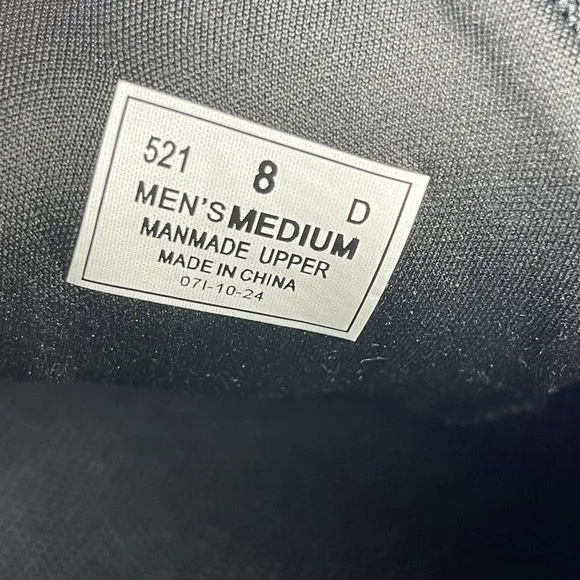 521 8 D
MEN'S MEDIUM
MANMADE UPPER
MADE IN CHINA
07I-10-24